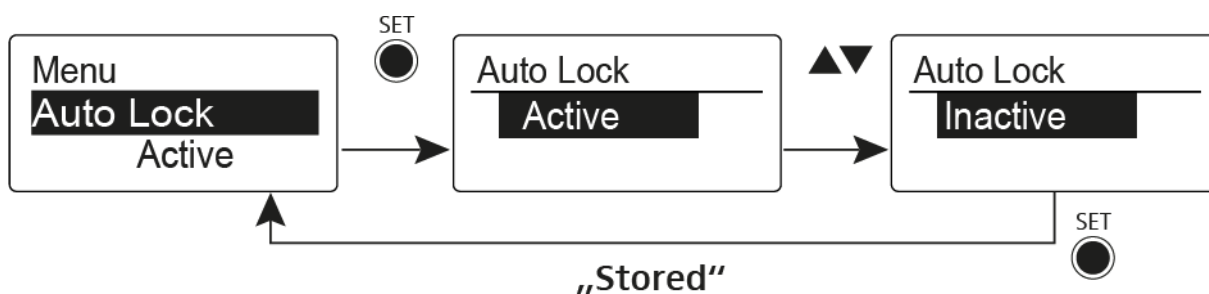 Menu
Auto Lock
Active
SET
Auto Lock
Active
▲▼
Auto Lock
Inactive
SET
„Stored“